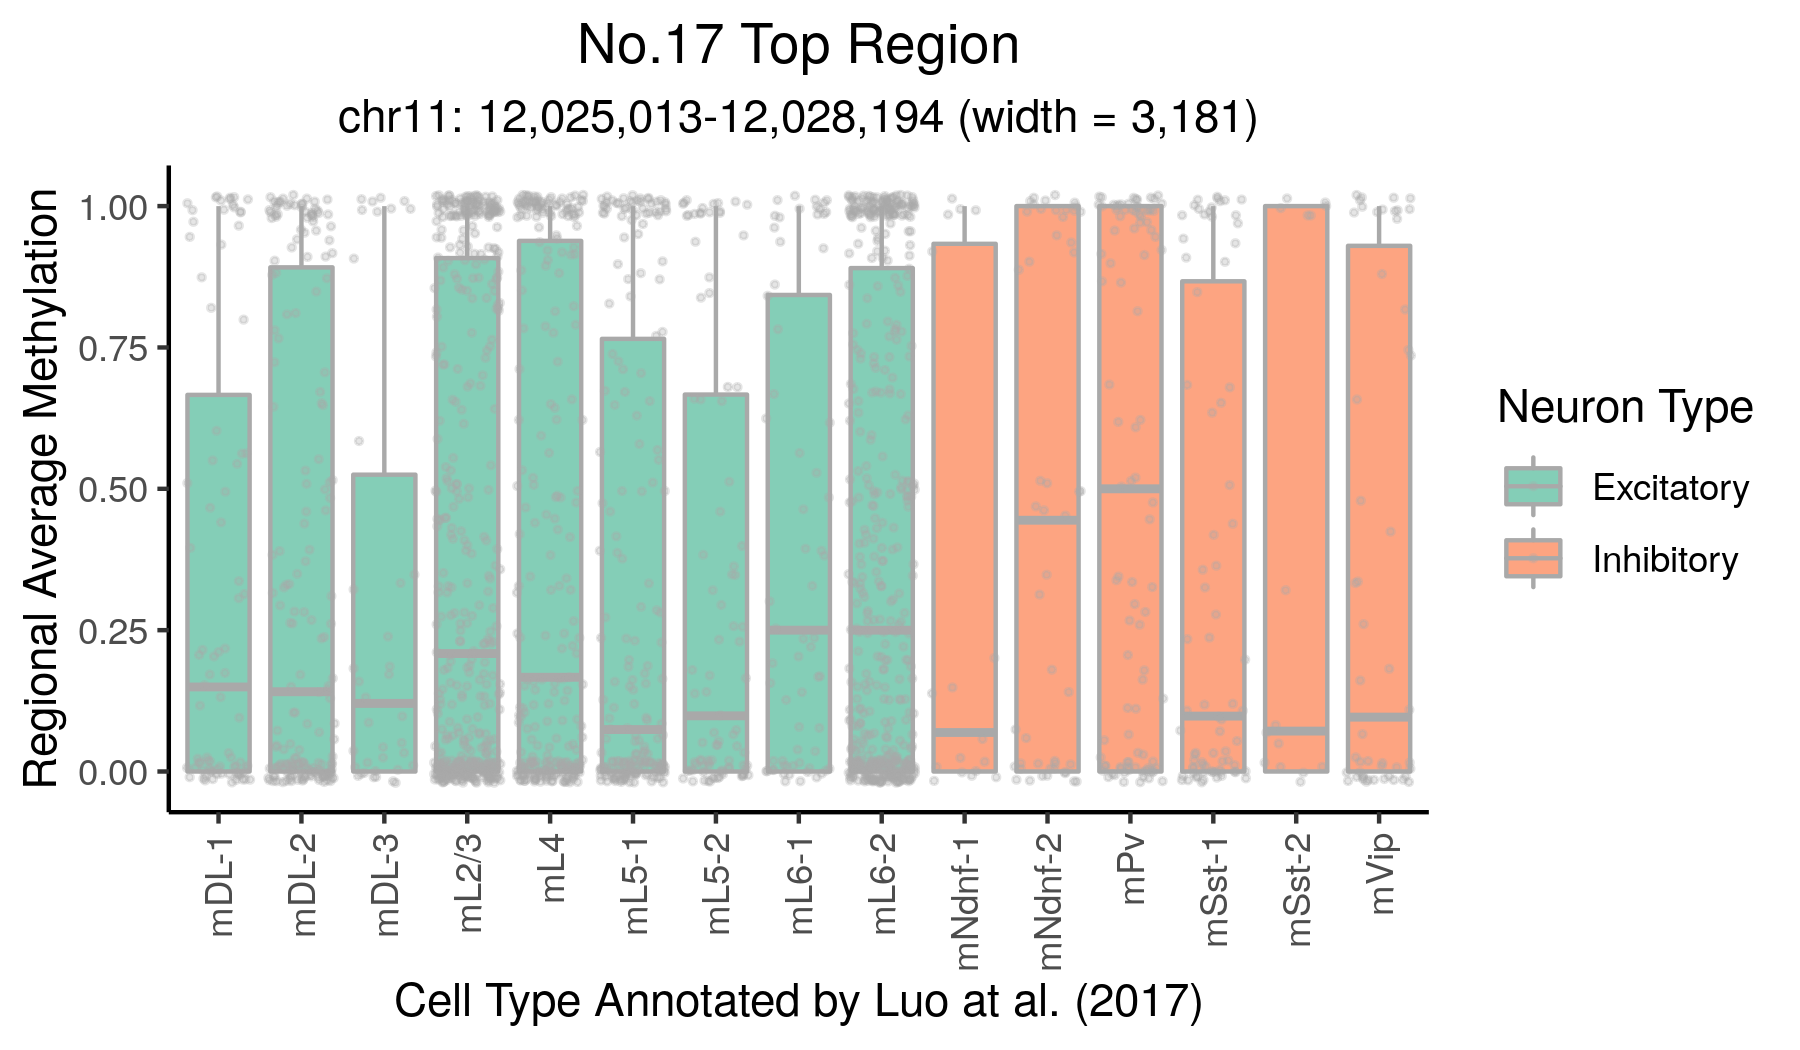 No.17 Top Region
chr11: 12,025,013-12,028,194 (width = 3,181)
Regional Average Methylation
1.00
0.75
0.50
0.25
0.00
mDL-1
mDL-2
mDL-3
mL2/3
mL4
mL5-1
mL5-2
mL6-1
mL6-2
mNdnf-1
mNdnf-2
mPv
mSst-1
mSst-2
mVip
Cell Type Annotated by Luo at al. (2017)
Neuron Type
Excitatory
Inhibitory